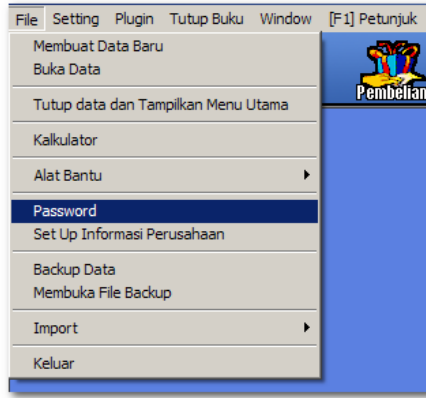 File Setting Plugin Tutup Buku Window [F1] Petunjuk
Membuat Data Baru
Buka Data
Tutup data dan Tampilkan Menu Utama
Kalkulator
Alat Bantu
Password
Set Up Informasi Perusahaan
Backup Data
Membuka File Backup
Import
Keluar
Pembelian